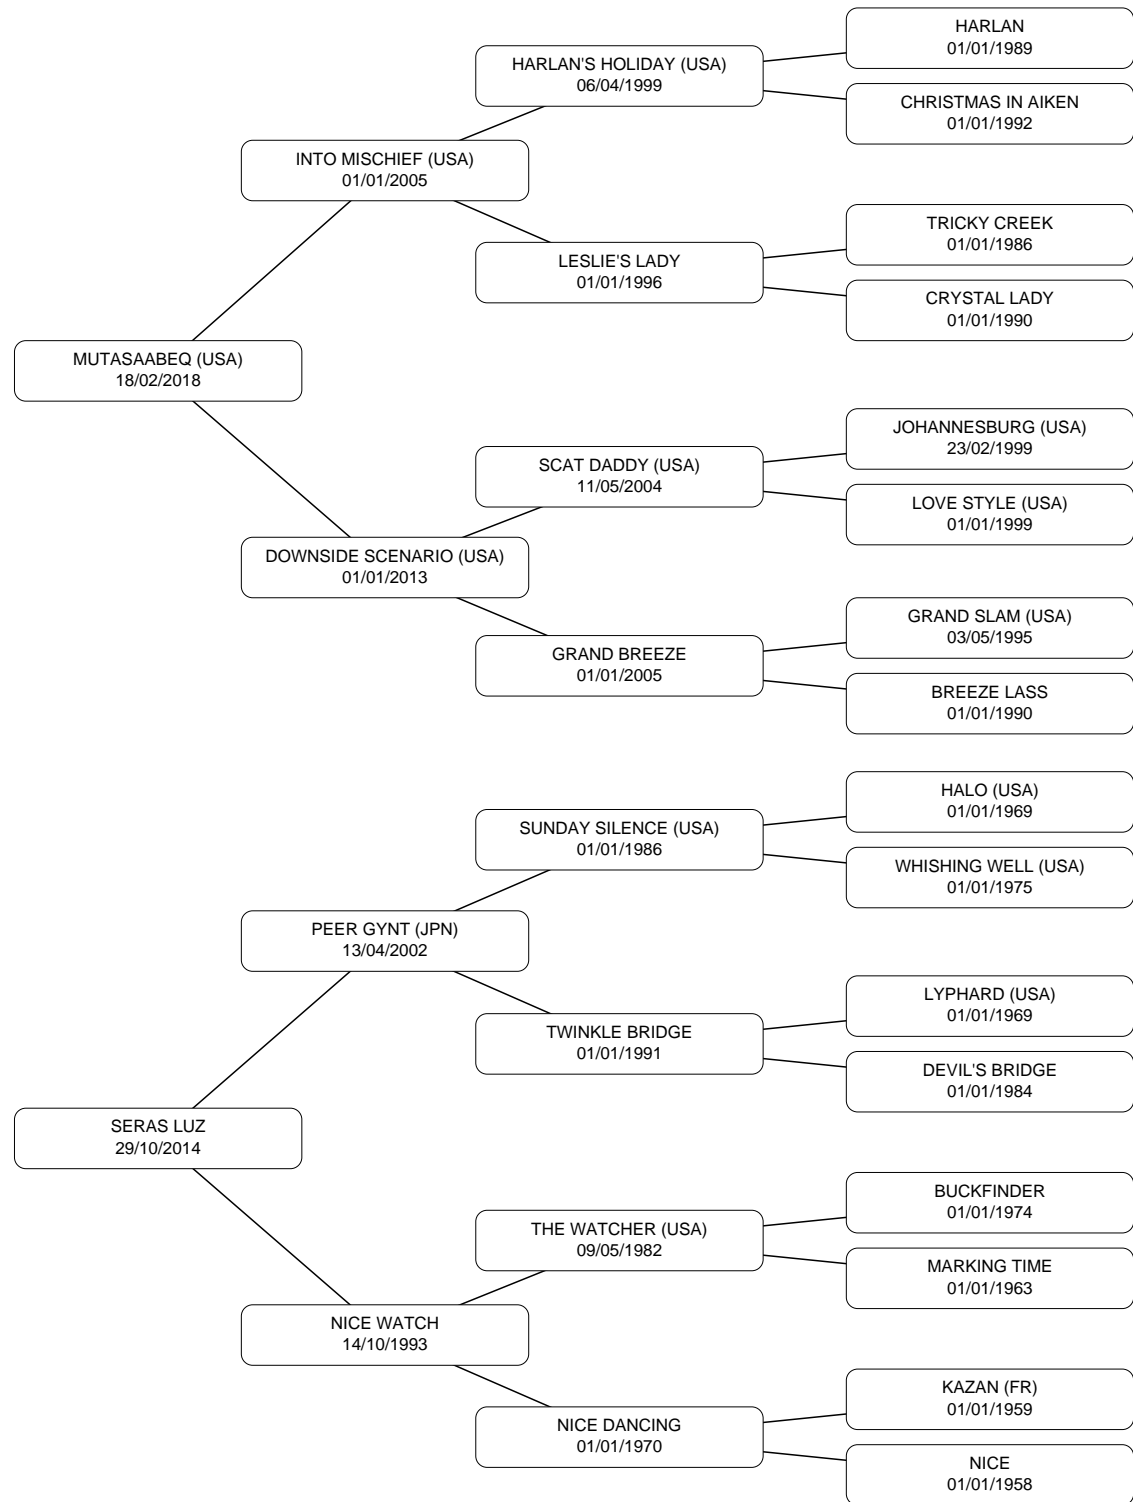 HARLAN
01/01/1989
HARLAN'S HOLIDAY (USA)
06/04/1999
CHRISTMAS IN AIKEN
01/01/1992
INTO MISCHIEF (USA)
01/01/2005
TRICKY CREEK
01/01/1986
LESLIE'S LADY
01/01/1996
CRYSTAL LADY
01/01/1990
MUTASAABEQ (USA)
18/02/2018
JOHANNESBURG (USA)
23/02/1999
SCAT DADDY (USA)
11/05/2004
LOVE STYLE (USA)
01/01/1999
DOWNSIDE SCENARIO (USA)
01/01/2013
GRAND SLAM (USA)
03/05/1995
GRAND BREEZE
01/01/2005
BREEZE LASS
01/01/1990
HALO (USA)
01/01/1969
SUNDAY SILENCE (USA)
01/01/1986
WHISHING WELL (USA)
01/01/1975
PEER GYNT (JPN)
13/04/2002
LYPHARD (USA)
01/01/1969
TWINKLE BRIDGE
01/01/1991
DEVIL'S BRIDGE
01/01/1984
SERAS LUZ
29/10/2014
BUCKFINDER
01/01/1974
THE WATCHER (USA)
09/05/1982
MARKING TIME
01/01/1963
NICE WATCH
14/10/1993
KAZAN (FR)
01/01/1959
NICE DANCING
01/01/1970
NICE
01/01/1958